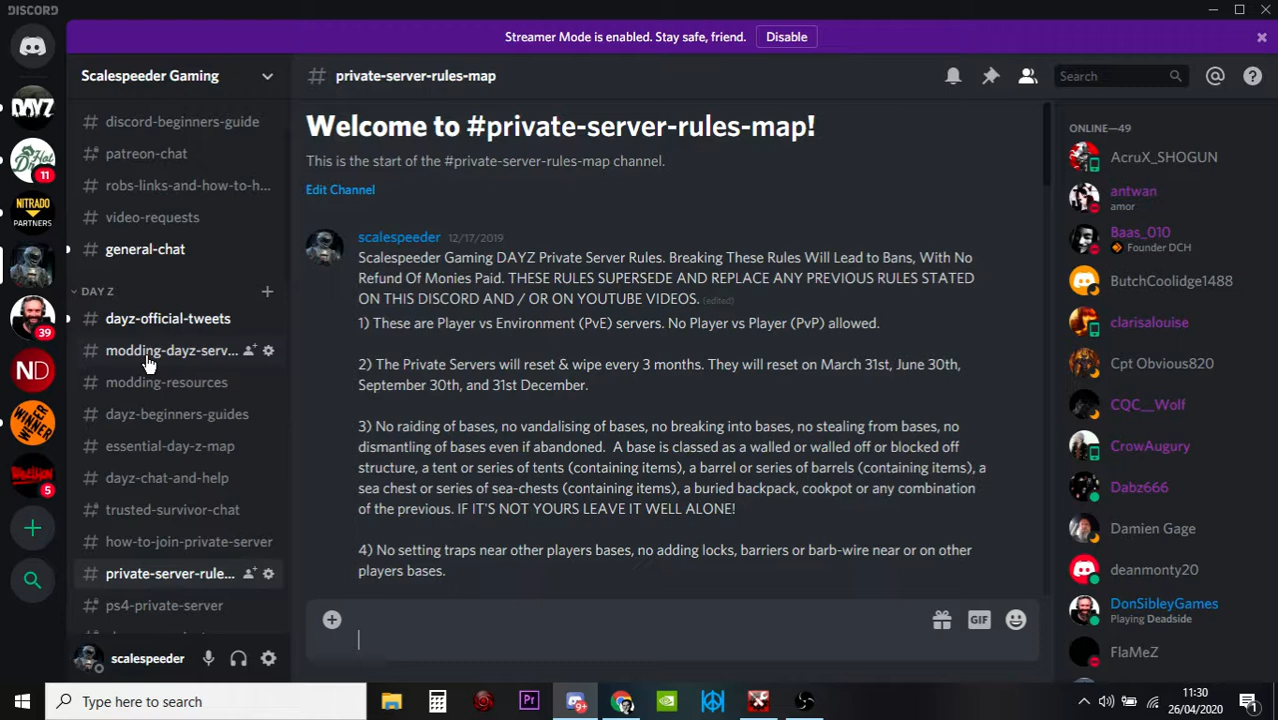 DISCORD
Streamer Mode is enabled. Stay safe, friend.
Disable
Scalespeeder Gaming
# private-server-rules-map
Search
DAYZ
11
NITRADO
PARTNERS
39
ND
5
# discord-beginners-guide
# patreon-chat
# robs-links-and-how-to-h...
# video-requests
# general-chat
DAY Z
# dayz-official-tweets
# modding-dayz-serv...
# modding-resources
# dayz-beginners-guides
# essential-day-z-map
# dayz-chat-and-help
# trusted-survivor-chat
# how-to-join-private-server
# private-server-rule...
# ps4-private-server
scalespeeder
Welcome to #private-server-rules-map!
This is the start of the #private-server-rules-map channel.
Edit Channel
scalespeeder 12/17/2019
Scalespeeder Gaming DAYZ Private Server Rules. Breaking These Rules Will Lead to Bans, With No
Refund Of Monies Paid. THESE RULES SUPERSEDE AND REPLACE ANY PREVIOUS RULES STATED
ON THIS DISCORD AND / OR ON YOUTUBE VIDEOS. (edited)
1) These are Player vs Environment (PvE) servers. No Player vs Player (PvP) allowed.
2) The Private Servers will reset & wipe every 3 months. They will reset on March 31st, June 30th,
September 30th, and 31st December.
3) No raiding of bases, no vandalising of bases, no breaking into bases, no stealing from bases, no
dismantling of bases even if abandoned.  A base is classed as a walled or walled off or blocked off
structure, a tent or series of tents (containing items), a barrel or series of barrels (containing items), a
sea chest or series of sea-chests (containing items), a buried backpack, cookpot or any combination
of the previous. IF IT'S NOT YOURS LEAVE IT WELL ALONE!
4) No setting traps near other players bases, no adding locks, barriers or barb-wire near or on other
players bases.
GIF
ONLINE—49
AcruX_SHOGUN
antwan
amor
Baas_010
Founder DCH
ButchCoolidge1488
clarisalouise
Cpt Obvious820
CQC__Wolf
CrowAugury
Dabz666
Damien Gage
deanmonty20
DonSibleyGames
Playing Deadside
FlaMeZ
Type here to search
Pr
9+
11:30
26/04/2020
1